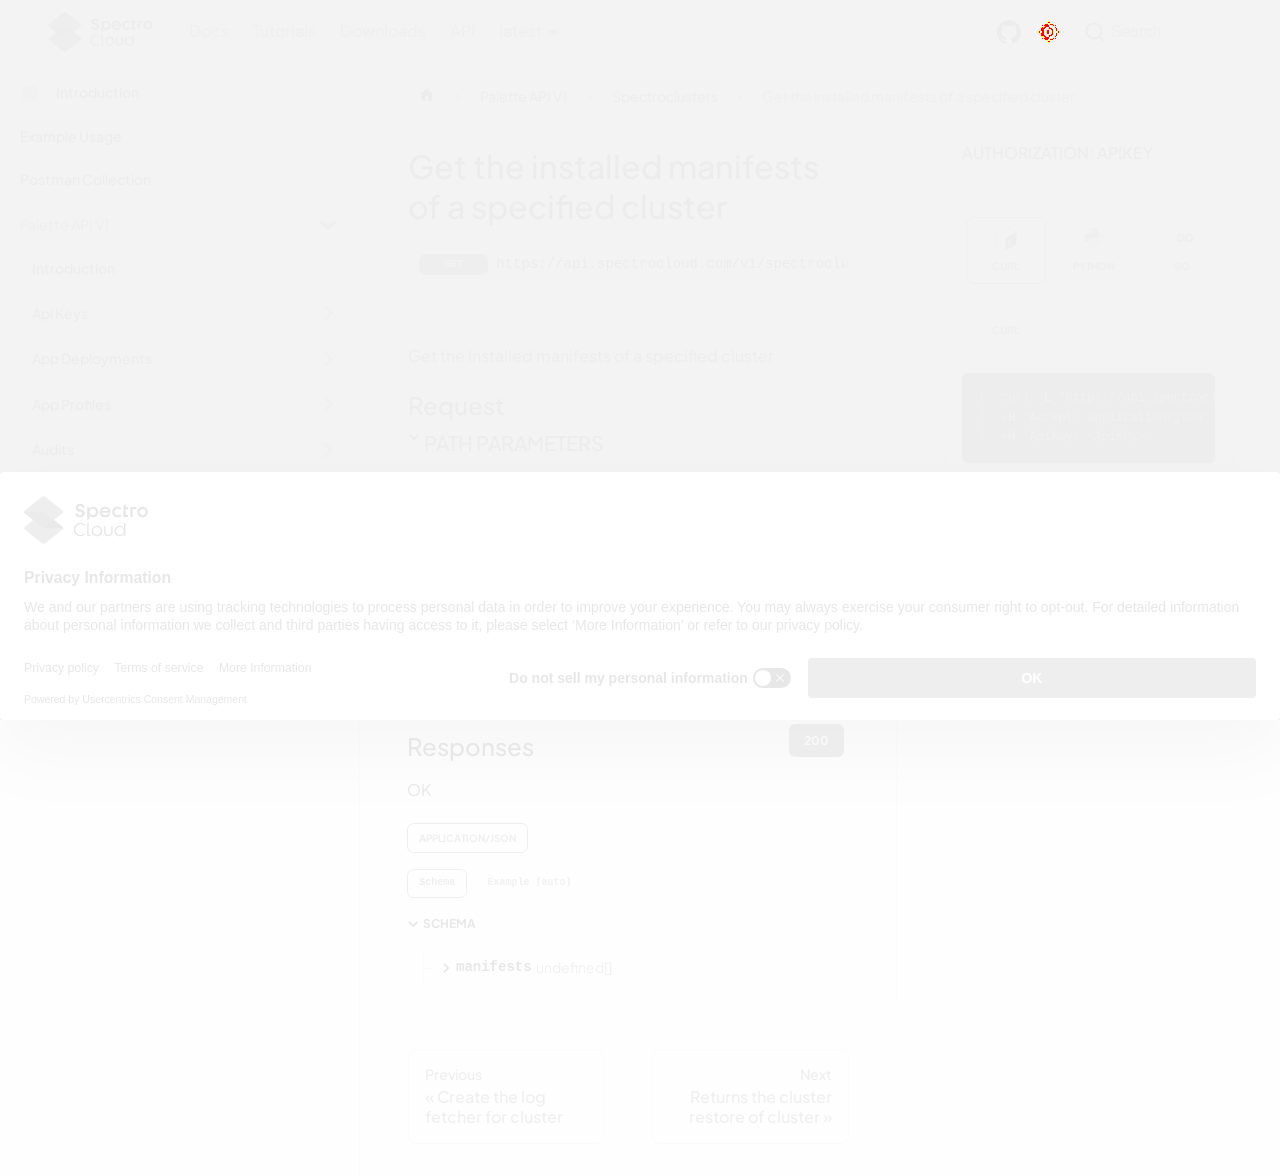 Spectro
Cloud
Docs Tutorials Downloads API latest
Search
Introduction
Example Usage
Postman Collection
Palette API V1
Introduction
Api Keys
App Deployments
App Profiles
Audits
Palette API V1
Spectroclusters
Get the installed manifests of a specified cluster
Get the installed manifests
of a specified cluster
GET https://api.spectrocloud.com/v1/spectroclu
Get the installed manifests of a specified cluster
Request
PATH PARAMETERS
AUTHORIZATION: APIKEY
CURL PYTHON GO
CURL
Spectro
Cloud
Privacy Information
We and our partners are using tracking technologies to process personal data in order to improve your experience. You may always exercise your consumer right to opt-out. For detailed information
about personal information we collect and third parties having access to it, please select ‘More Information’ or refer to our privacy policy.
Privacy policy Terms of service More Information
Powered by Usercentrics Consent Management
Do not sell my personal information
OK
Responses
200
OK
APPLICATION/JSON
Schema Example (auto)
SCHEMA
manifests undefined[]
Previous
« Create the log
fetcher for cluster
Next
Returns the cluster
restore of cluster »